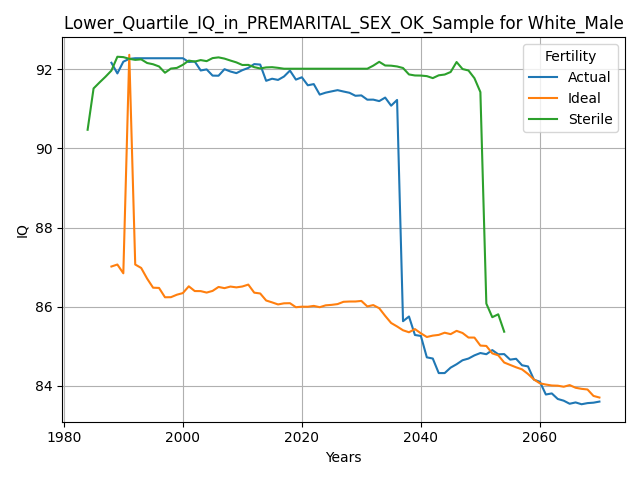 Lower_Quartile_IQ_in_PREMARITAL_SEX_OK_Sample for White_Male
Fertility
Actual
Ideal
Sterile
92
90
88
86
84
IQ
1980
2000
2020
2040
2060
Years